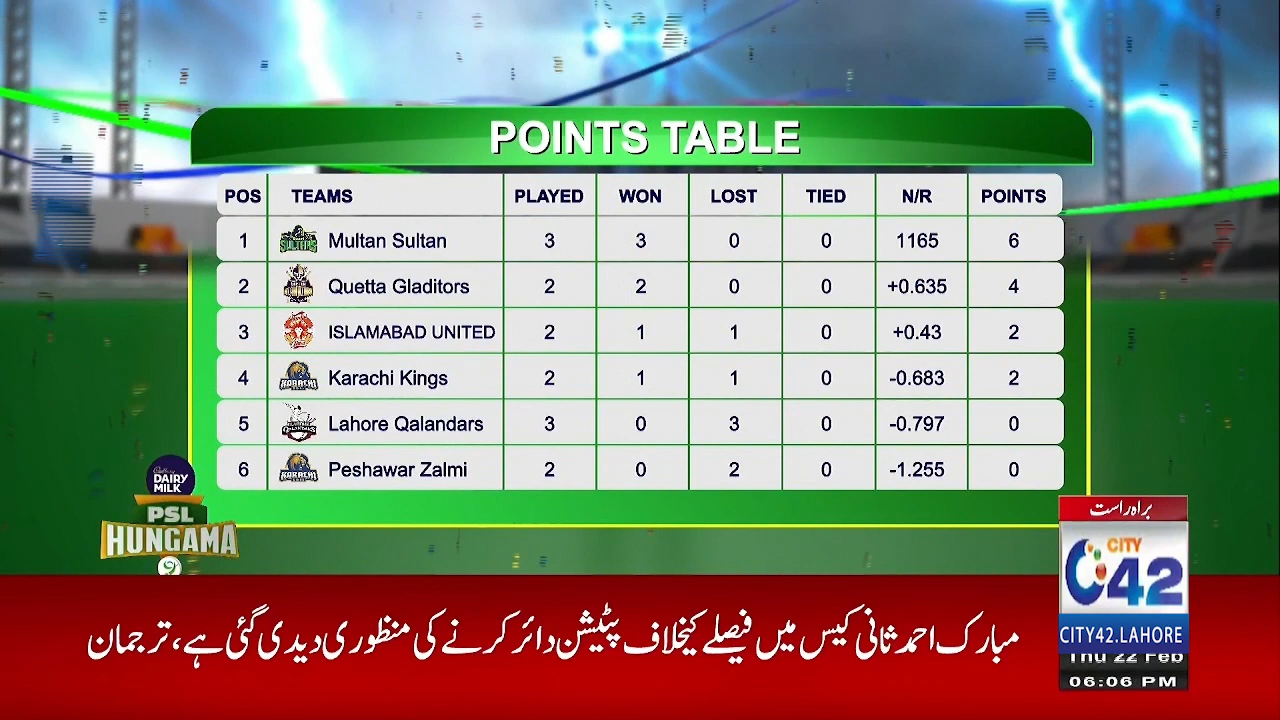 POINTS TABLE
POS TEAMS PLAYED WON LOST TIED N/R POINTS
1 Multan Sultan 3 3 0 0 1165 6
2 Quetta Gladitors 2 2 0 0 +0.635 4
3 ISLAMABAD UNITED 2 1 1 0 +0.43 2
4 Karachi Kings 2 1 1 0 -0.683 2
5 Lahore Qalandars 3 0 3 0 -0.797 0
6 Peshawar Zalmi 2 0 2 0 -1.255 0
Cadbury
DAIRY
MILK
PSL
HUNGAMA
9
براہ راست
CITY
42
CITY42.LAHORE
Thu 22 Feb
06:06 PM
مبارک احمد ثانی کیس میں فیصلے کیخلاف پٹیشن دائر کرنے کی منظوری دیدی گئی ہے، ترجمان